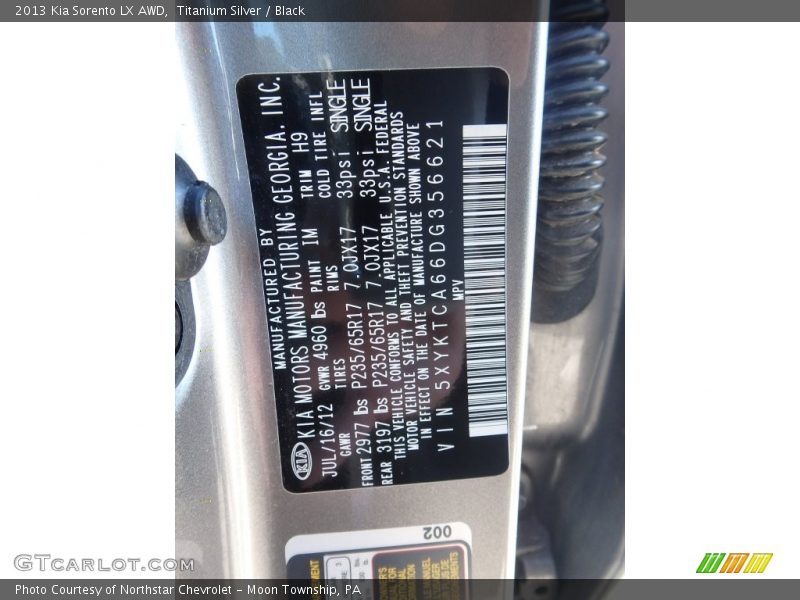 2013 Kia Sorento LX AWD,  Titanium Silver / Black
MANUFACTURED BY
KIA MOTORS MANUFACTURING GEORGIA. INC.
JUL/16/12 GVWR 4960 lbs PAINT IM TRIM H9
GAWR TIRES RIMS COLD TIRE INFL
FRONT 2977 lbs P235/65R17 7.0JX17 33psi SINGLE
REAR 3197 lbs P235/65R17 7.0JX17 33psi SINGLE
THIS VEHICLE CONFORMS TO ALL APPLICABLE U.S.A. FEDERAL
MOTOR VEHICLE SAFETY AND THEFT PREVENTION STANDARDS
IN EFFECT ON THE DATE OF MANUFACTURE SHOWN ABOVE
VIN 5XYKTCA66DG356621
MPV
KIA
002
GTCarLot.com
Photo Courtesy of Northstar Chevrolet - Moon Township, PA